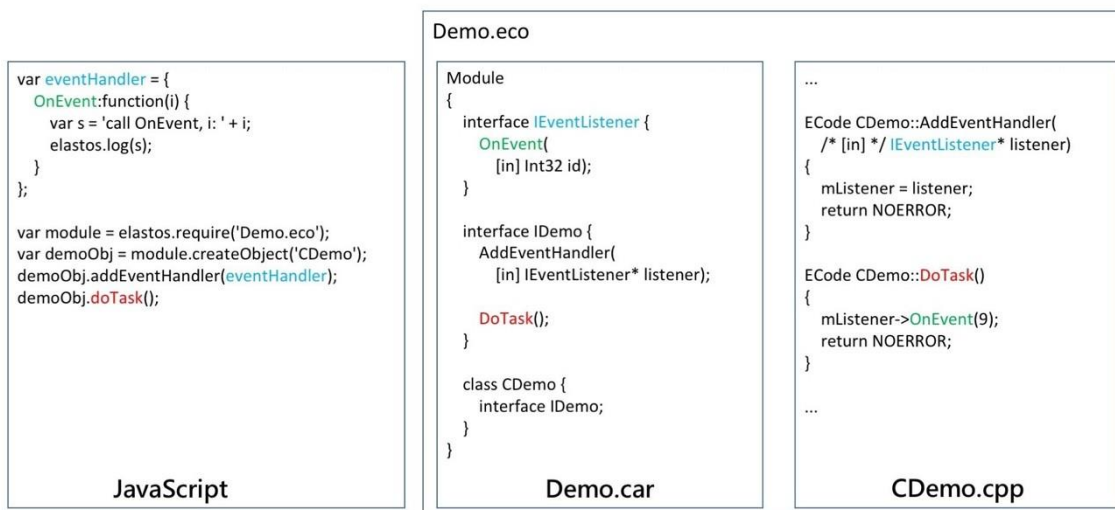 Demo.eco
var eventHandler = {
OnEvent:function(i) {
var s = 'call OnEvent, i: ' + i;
elastos.log(s);
}
};
var module = elastos.require('Demo.eco');
var demoObj = module.createObject('CDemo');
demoObj.addEventHandler(eventHandler);
demoObj.doTask();
JavaScript
Module
{
interface IEventListener {
OnEvent(
[in] Int32 id);
}
interface IDemo {
AddEventHandler(
[in] IEventListener* listener);
DoTask();
}
class CDemo {
interface IDemo;
}
}
Demo.car
...
ECode CDemo::AddEventHandler(
/* [in] */ IEventListener* listener)
{
mListener = listener;
return NOERROR;
}
ECode CDemo::DoTask()
{
mListener->OnEvent(9);
return NOERROR;
}
...
CDemo.cpp